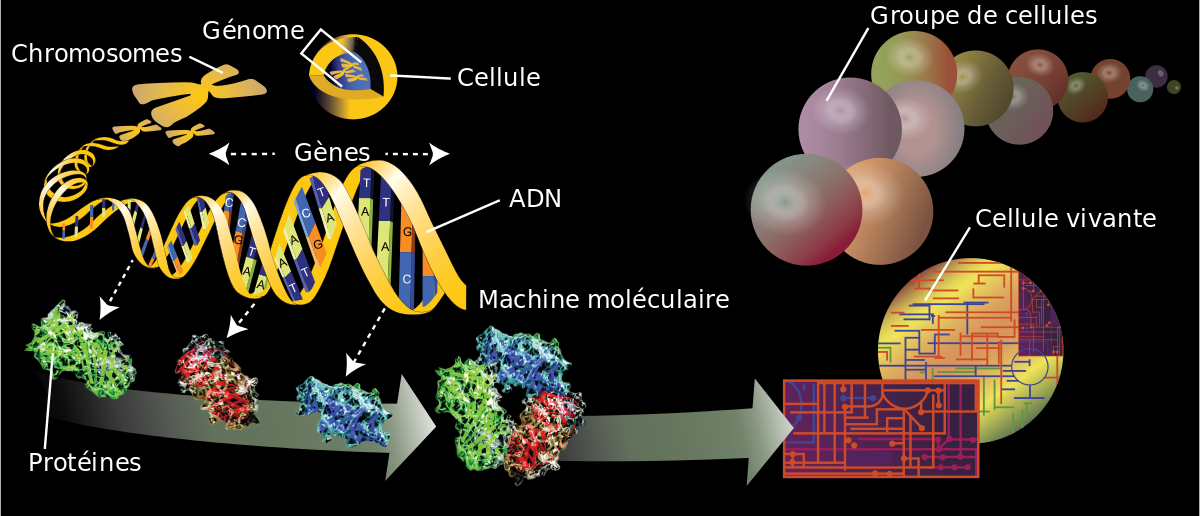 Groupe de cellules
Génome
Chromosomes
Cellule
Gènes
ADN
Cellule vivante
Machine moléculaire
Protéines
C
C
G
T
A
A
A
T
T
C
G
T
A
T
A
T
A
G
C